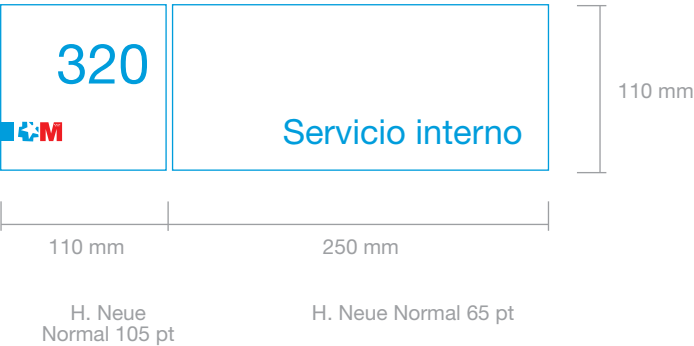 320
M
Servicio interno
110 mm
110 mm
250 mm
H. Neue
Normal 105 pt
H. Neue Normal 65 pt